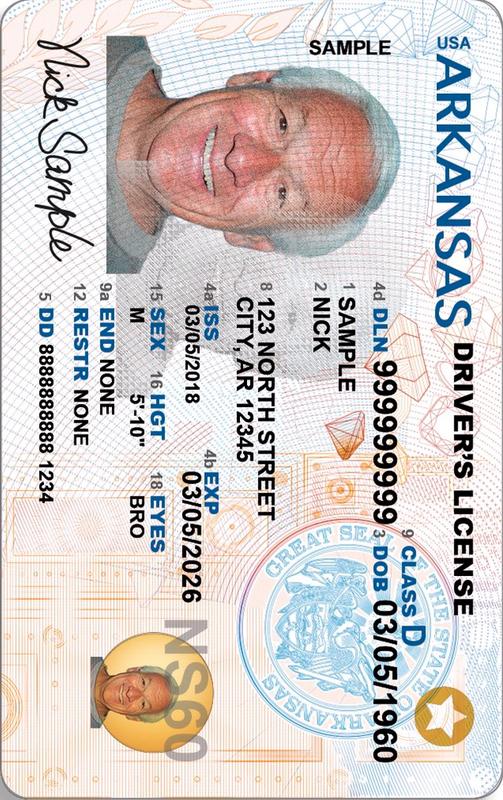 SAMPLE
USA
ARKANSAS DRIVER'S LICENSE
9 CLASS D
4d DLN 999999999 3 DOB 03/05/1960
1 SAMPLE
2 NICK
8 123 NORTH STREET
CITY, AR 12345
4a ISS 4b EXP
03/05/2018 03/05/2026
15 SEX 16 HGT 18 EYES
M 5'-10" BRO
9a END NONE
12 RESTR NONE
5 DD 8888888888 1234
Nick Sample
NS60
GREAT SEAL OF THE STATE OF ARKANSAS